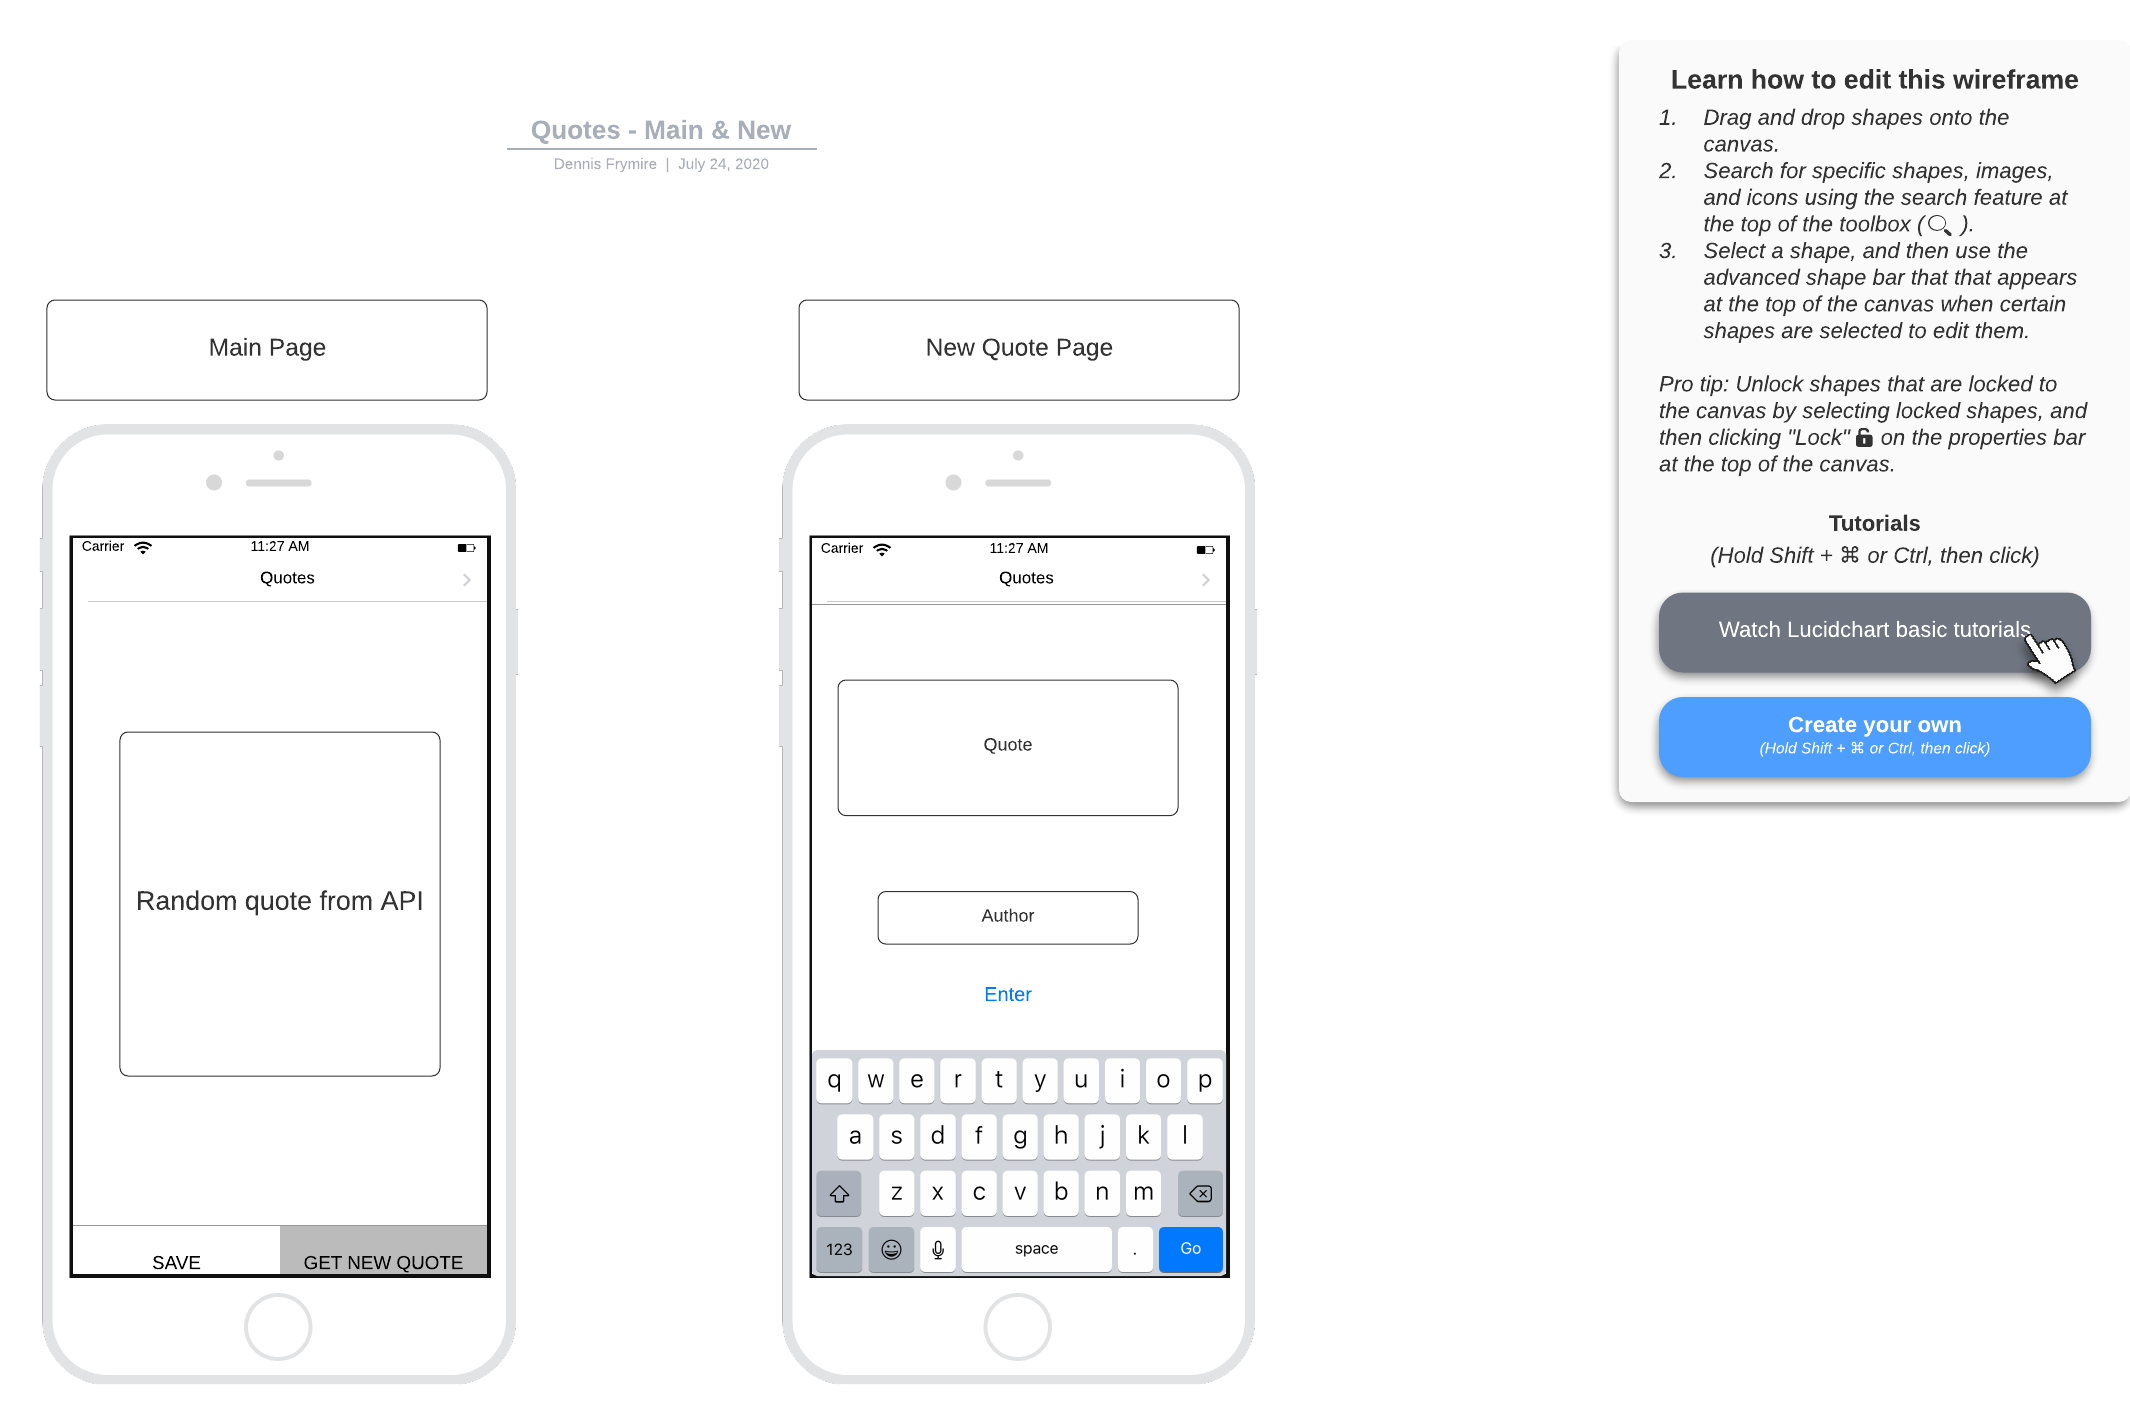 Quotes - Main & New
Dennis Frymire | July 24, 2020
Main Page
Carrier
11:27 AM
Quotes
Random quote from API
SAVE
GET NEW QUOTE
New Quote Page
Carrier
11:27 AM
Quotes
Quote
Author
Enter
q w e r t y u i o p
a s d f g h j k l
z x c v b n m
123
space
.
Go
Learn how to edit this wireframe
1. Drag and drop shapes onto the
canvas.
2. Search for specific shapes, images,
and icons using the search feature at
the top of the toolbox ( ).
3. Select a shape, and then use the
advanced shape bar that that appears
at the top of the canvas when certain
shapes are selected to edit them.
Pro tip: Unlock shapes that are locked to
the canvas by selecting locked shapes, and
then clicking "Lock" on the properties bar
at the top of the canvas.
Tutorials
(Hold Shift + ⌘ or Ctrl, then click)
Watch Lucidchart basic tutorials
Create your own
(Hold Shift + ⌘ or Ctrl, then click)